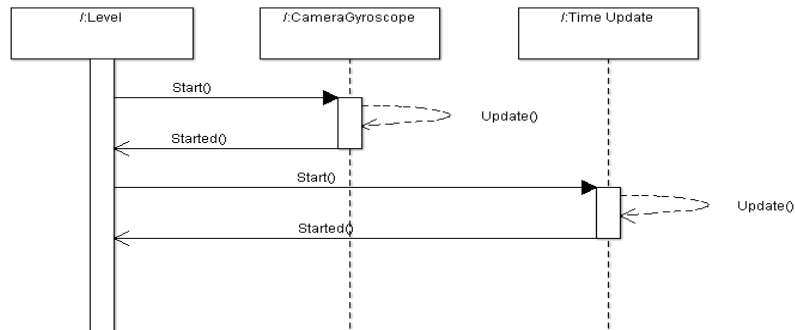 /:Level
/:CameraGyroscope
/:Time Update
Start()
Update()
Started()
Start()
Update()
Started()